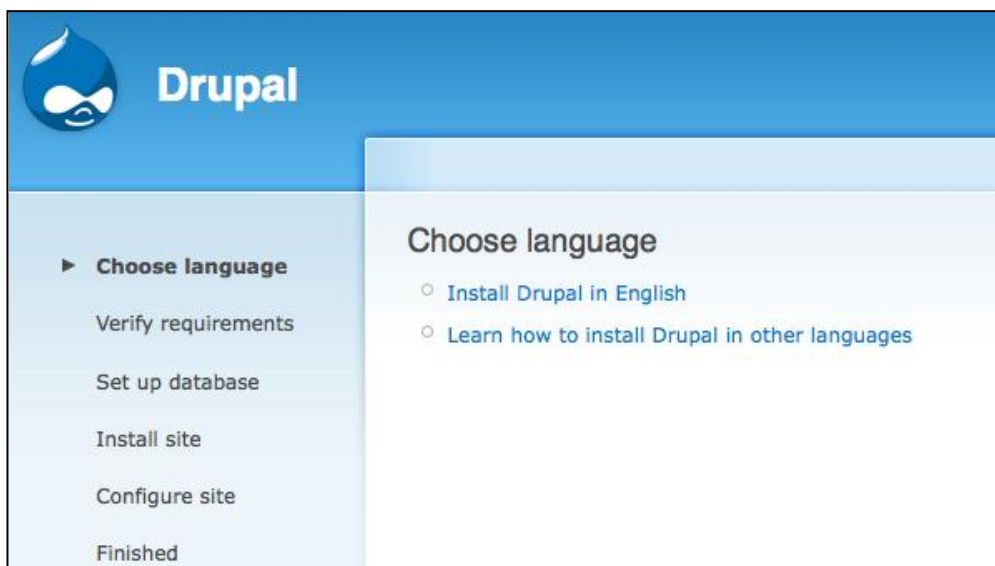 Drupal
Choose language
Verify requirements
Set up database
Install site
Configure site
Finished
Choose language
Install Drupal in English
Learn how to install Drupal in other languages